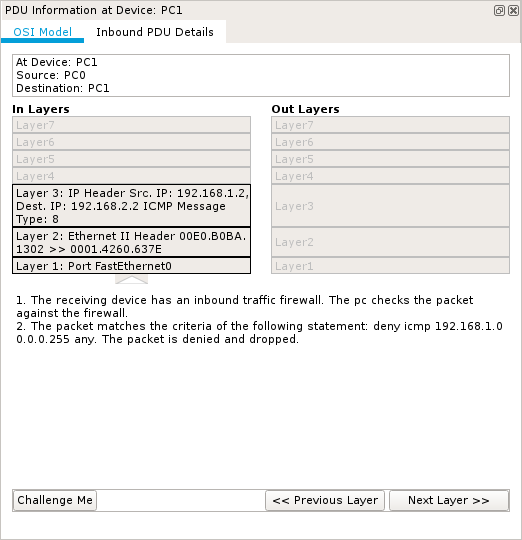 PDU Information at Device: PC1
OSI Model
Inbound PDU Details
At Device: PC1
Source: PC0
Destination: PC1
In Layers
Out Layers
Layer7
Layer6
Layer5
Layer4
Layer 3: IP Header Src. IP: 192.168.1.2,
Dest. IP: 192.168.2.2 ICMP Message
Type: 8
Layer 2: Ethernet II Header 00E0.B0BA.
1302 >> 0001.4260.637E
Layer 1: Port FastEthernet0
Layer7
Layer6
Layer5
Layer4
Layer3
Layer2
Layer1
1. The receiving device has an inbound traffic firewall. The pc checks the packet
against the firewall.
2. The packet matches the criteria of the following statement: deny icmp 192.168.1.0
0.0.0.255 any. The packet is denied and dropped.
Challenge Me
<< Previous Layer
Next Layer >>